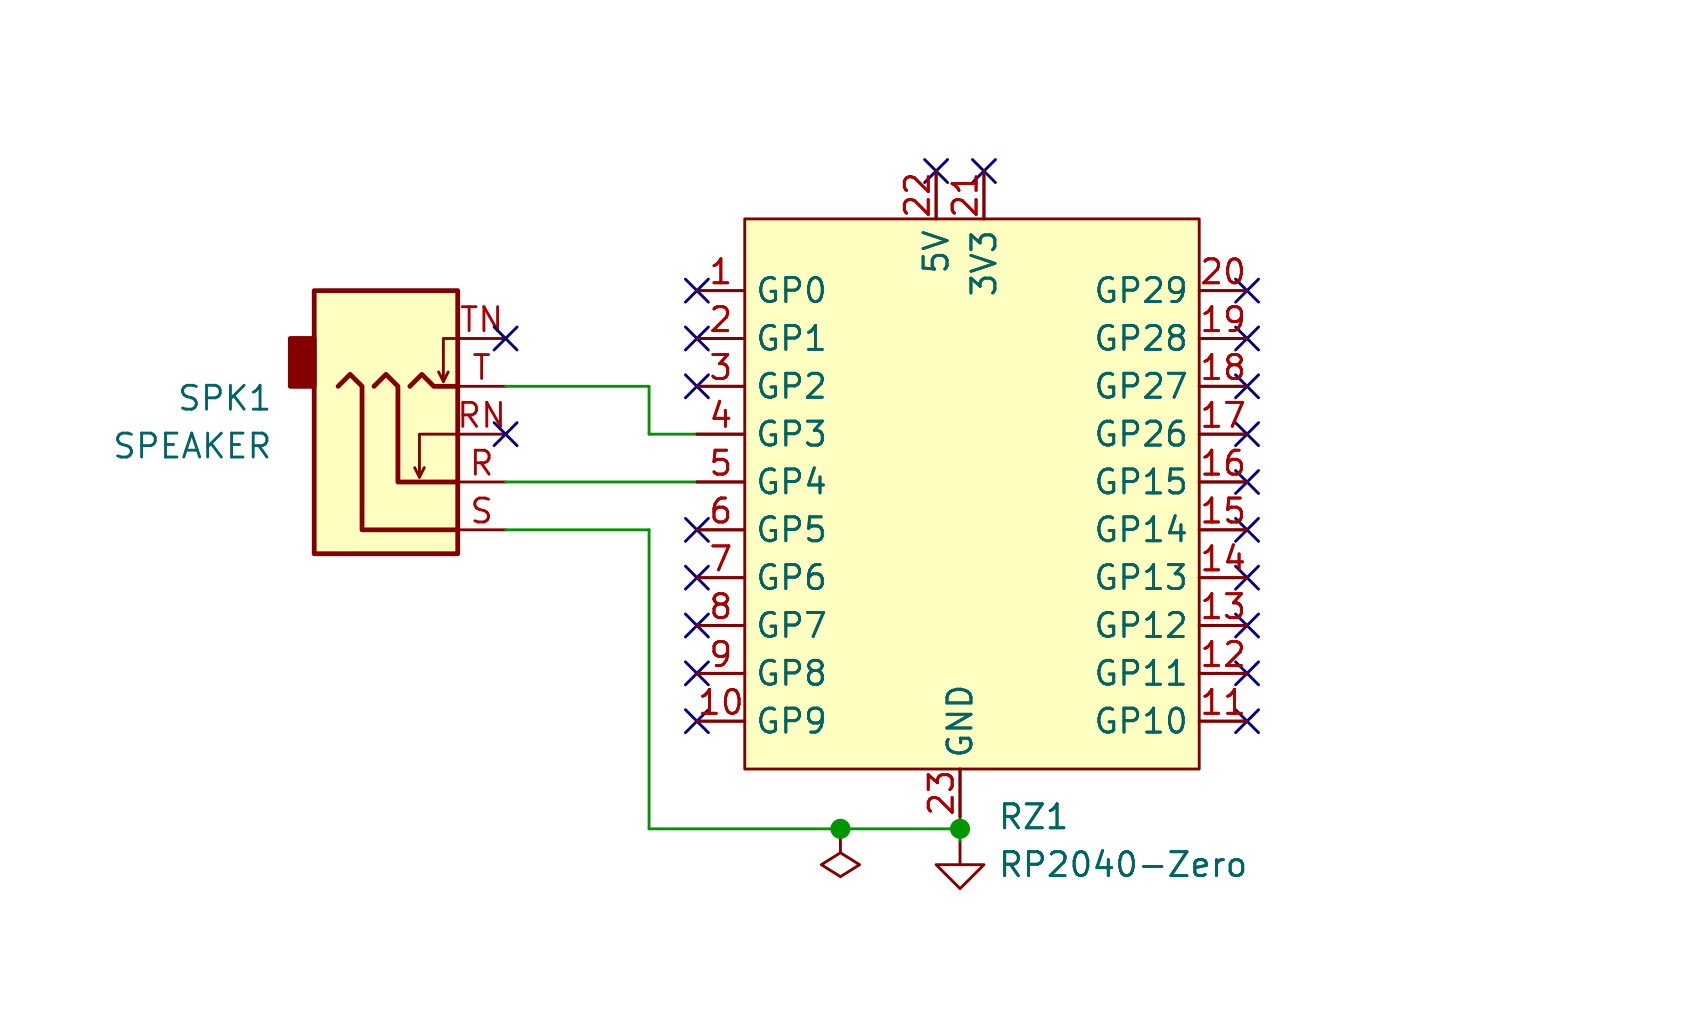 22
21
5V
3V3
1 GP0 GP29 20
2 GP1 GP28 19
3 GP2 GP27 18
4 GP3 GP26 17
5 GP4 GP15 16
6 GP5 GP14 15
7 GP6 GP13 14
8 GP7 GP12 13
9 GP8 GP11 12
10 GP9 GP10 11
GND
23
TN
T
RN
R
S
SPK1
SPEAKER
RZ1
RP2040-Zero